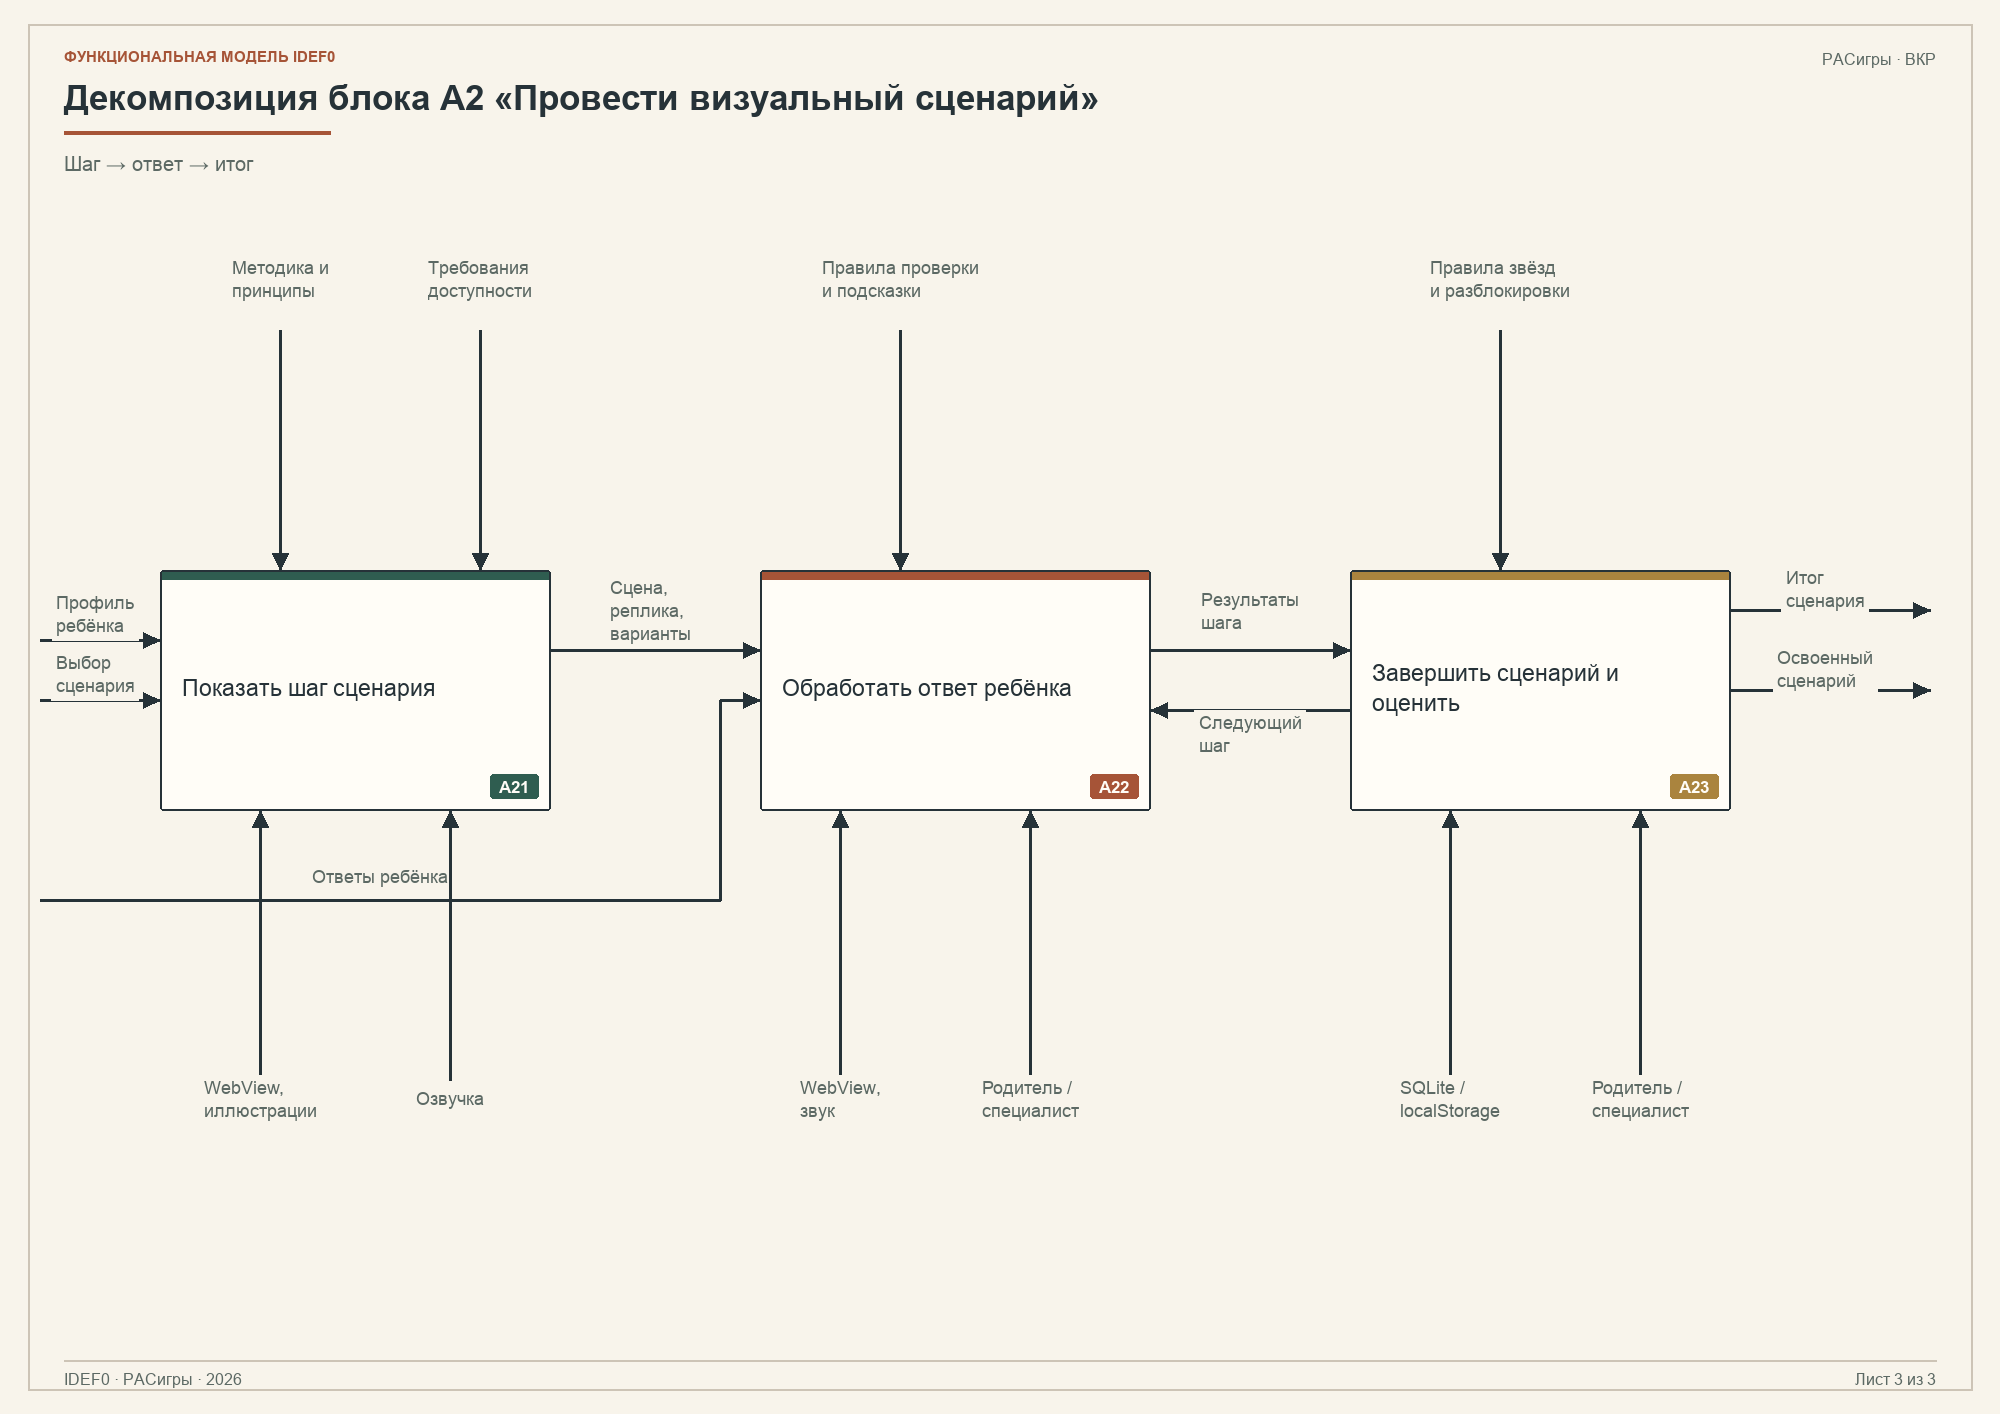 ФУНКЦИОНАЛЬНАЯ МОДЕЛЬ IDEF0
РАСигры · ВКР
Декомпозиция блока А2 «Провести визуальный сценарий»
Шаг → ответ → итог
Методика и
принципы
Требования
доступности
Правила проверки
и подсказки
Правила звёзд
и разблокировки
Профиль
ребёнка
Выбор
сценария
Показать шаг сценария
A21
Сцена,
реплика,
варианты
Обработать ответ ребёнка
A22
Результаты
шага
Следующий
шаг
Завершить сценарий и
оценить
A23
Итог
сценария
Освоенный
сценарий
Ответы ребёнка
WebView,
иллюстрации
Озвучка
WebView,
звук
Родитель /
специалист
SQLite /
localStorage
Родитель /
специалист
IDEF0 · РАСигры · 2026
Лист 3 из 3